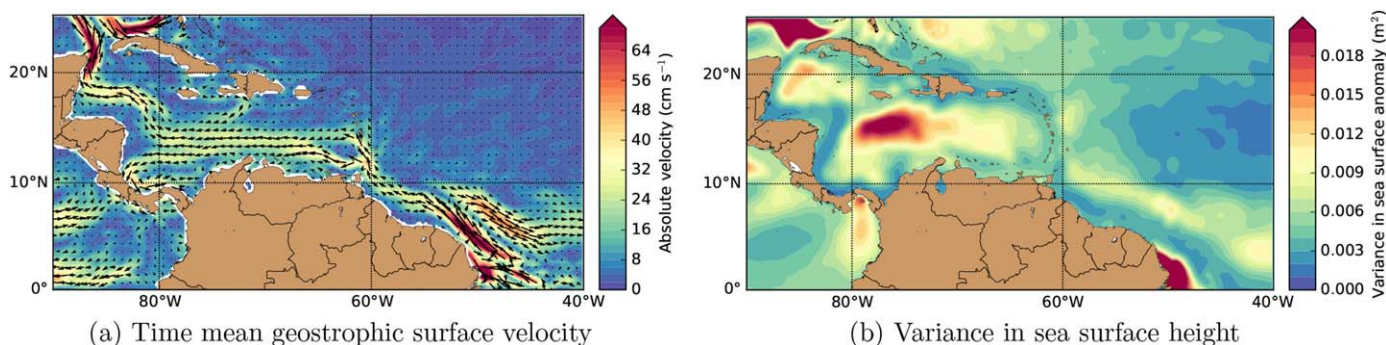 20°N
10°N
0°
80°W
60°W
40°W
64
56
48
40
32
24
16
8
0
Absolute velocity (cm s⁻¹)
(a) Time mean geostrophic surface velocity
20°N
10°N
0°
80°W
60°W
40°W
0.018
0.015
0.012
0.009
0.006
0.003
0.000
Variance in sea surface anomaly (m²)
(b) Variance in sea surface height